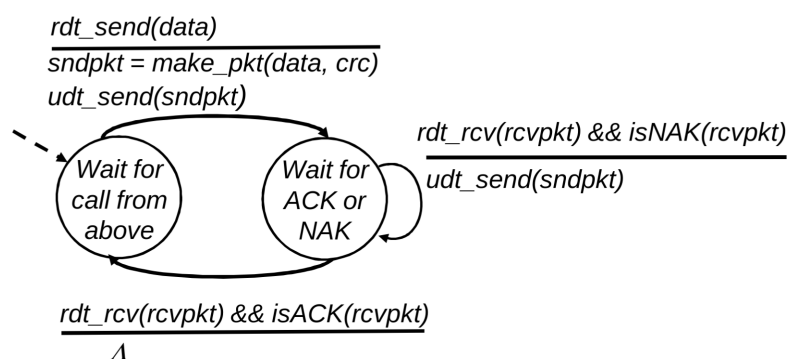 rdt_send(data)
sndpkt = make_pkt(data, crc)
udt_send(sndpkt)
rdt_rcv(rcvpkt) && isNAK(rcvpkt)
udt_send(sndpkt)
Wait for
call from
above
Wait for
ACK or
NAK
rdt_rcv(rcvpkt) && isACK(rcvpkt)
Λ